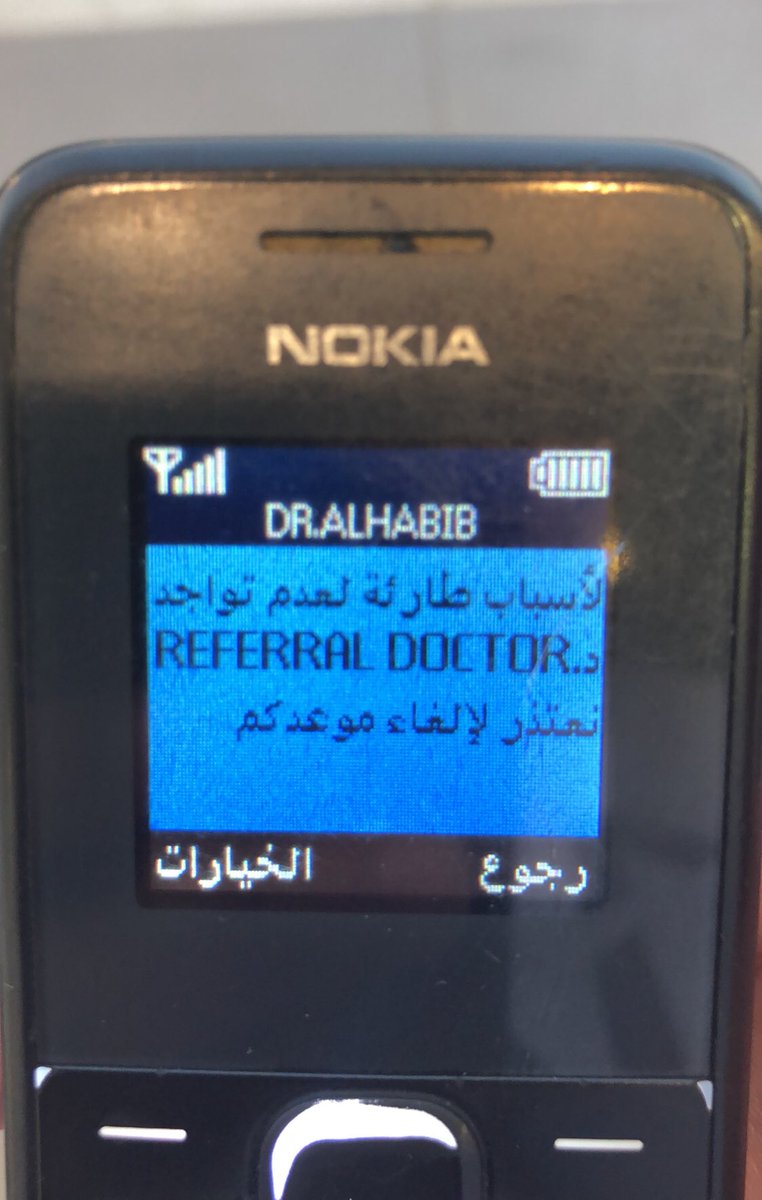 NOKIA
DR.ALHABIB
لأسباب طارئة لعدم تواجد
د.REFERRAL DOCTOR
نعتذر لإلغاء موعدكم
الخيارات
رجوع